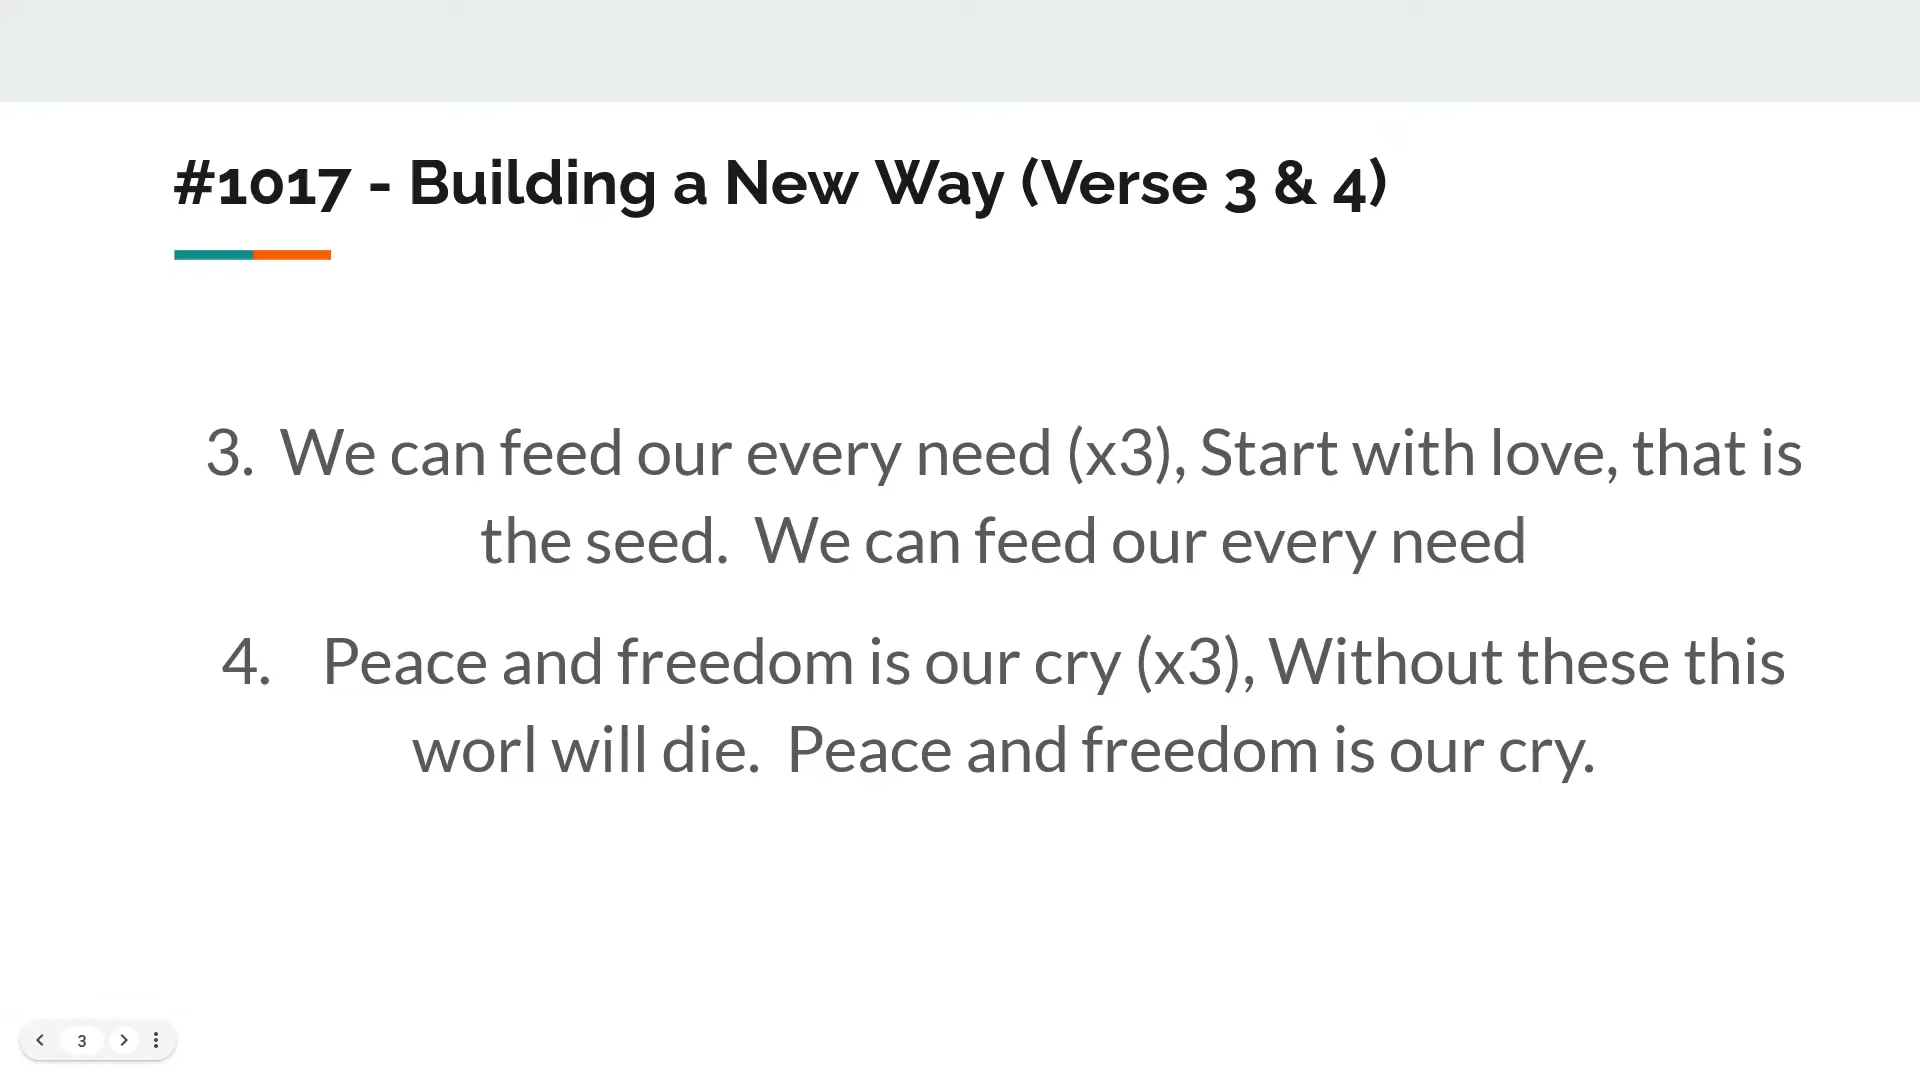 #1017 - Building a New Way (Verse 3 & 4)
3. We can feed our every need (x3), Start with love, that is
the seed. We can feed our every need
4. Peace and freedom is our cry (x3), Without these this
worl will die. Peace and freedom is our cry.
3